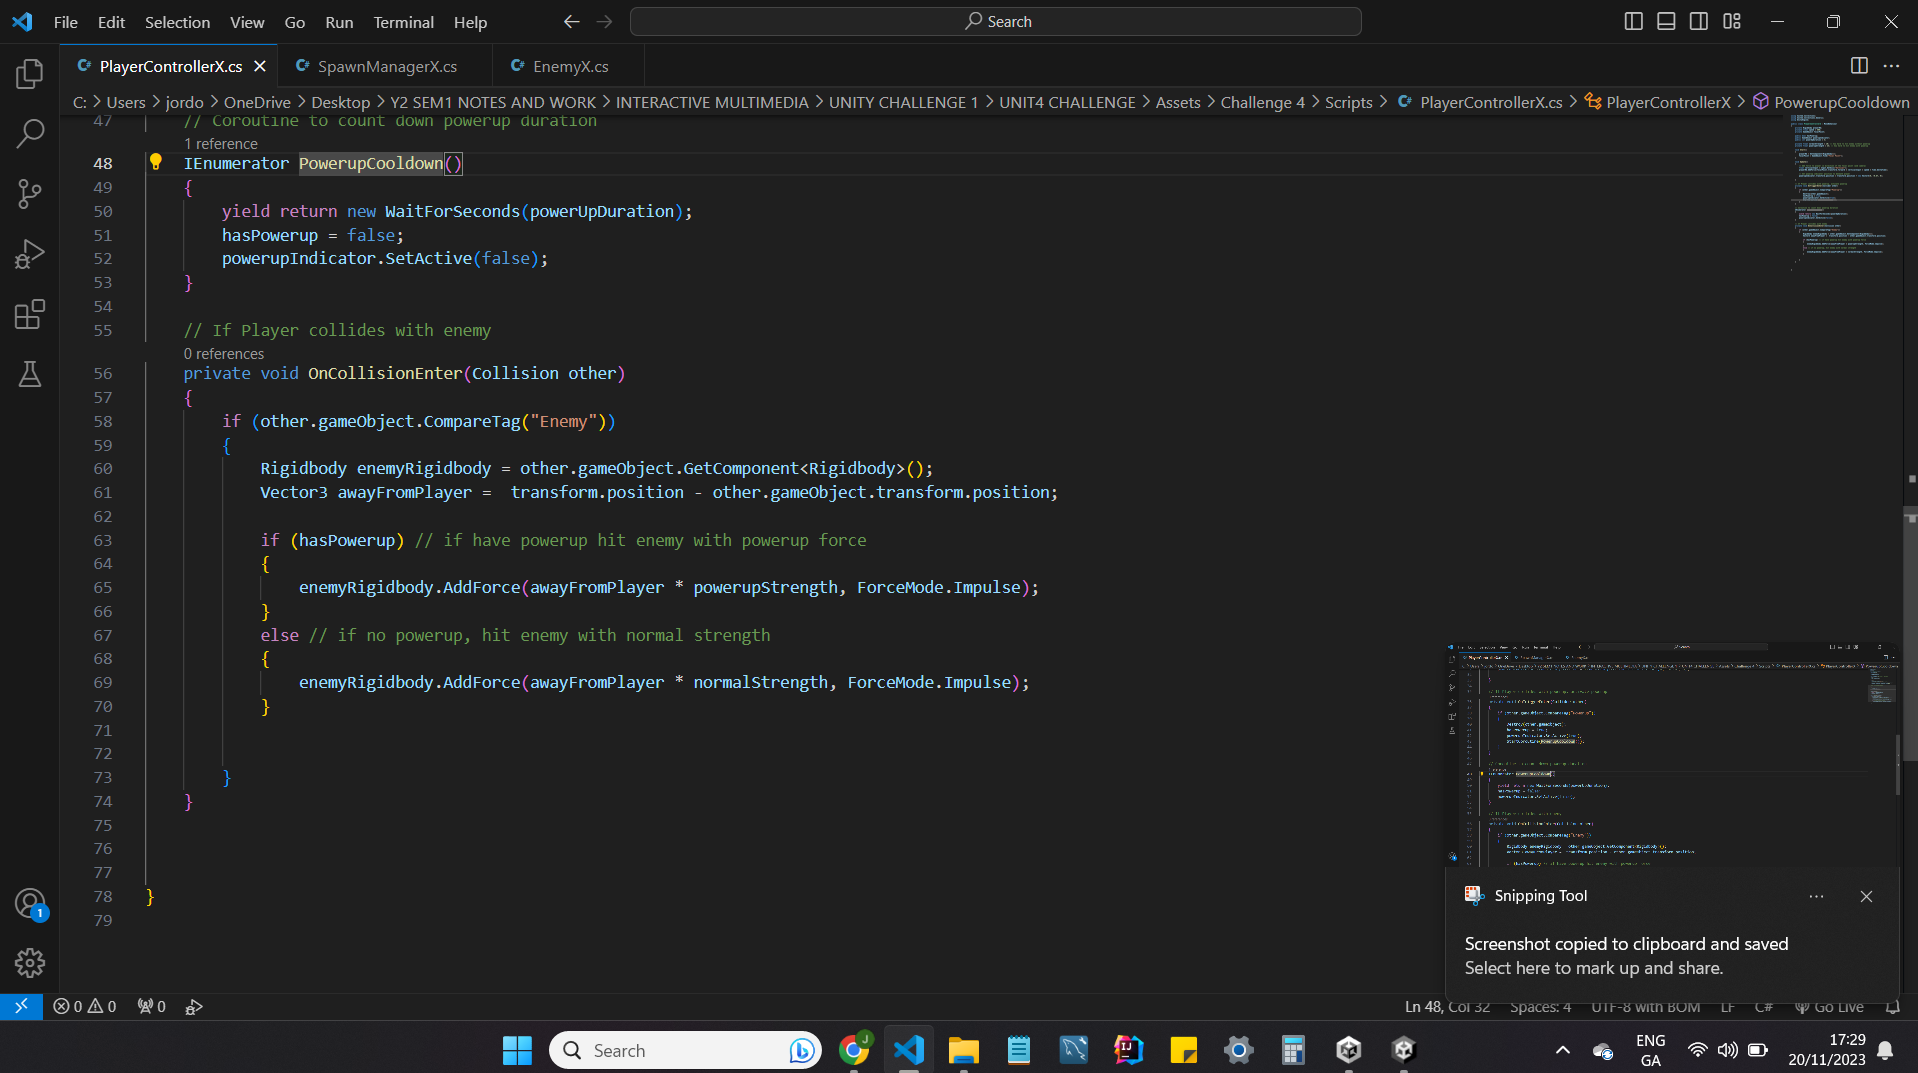 File Edit Selection View Go Run Terminal Help
Search
PlayerControllerX.cs
SpawnManagerX.cs
EnemyX.cs
C: > Users > jordo > OneDrive > Desktop > Y2 SEM1 NOTES AND WORK > INTERACTIVE MULTIMEDIA > UNITY CHALLENGE 1 > UNIT4 CHALLENGE > Assets > Challenge 4 > Scripts > PlayerControllerX.cs > PlayerControllerX > PowerupCooldown
47 // Coroutine to count down powerup duration
1 reference
48 IEnumerator PowerupCooldown()
49 {
50 yield return new WaitForSeconds(powerUpDuration);
51 hasPowerup = false;
52 powerupIndicator.SetActive(false);
53 }
54
55 // If Player collides with enemy
0 references
56 private void OnCollisionEnter(Collision other)
57 {
58 if (other.gameObject.CompareTag("Enemy"))
59 {
60 Rigidbody enemyRigidbody = other.gameObject.GetComponent<Rigidbody>();
61 Vector3 awayFromPlayer =  transform.position - other.gameObject.transform.position;
62
63 if (hasPowerup) // if have powerup hit enemy with powerup force
64 {
65 enemyRigidbody.AddForce(awayFromPlayer * powerupStrength, ForceMode.Impulse);
66 }
67 else // if no powerup, hit enemy with normal strength
68 {
69 enemyRigidbody.AddForce(awayFromPlayer * normalStrength, ForceMode.Impulse);
70 }
71
72
73 }
74 }
75
76
77
78 }
79
1
Snipping Tool
Screenshot copied to clipboard and saved
Select here to mark up and share.
0 0 0
Ln 48, Col 32 Spaces: 4 UTF-8 with BOM LF C# Go Live
Search
J
IJ
ENG
GA
17:29
20/11/2023